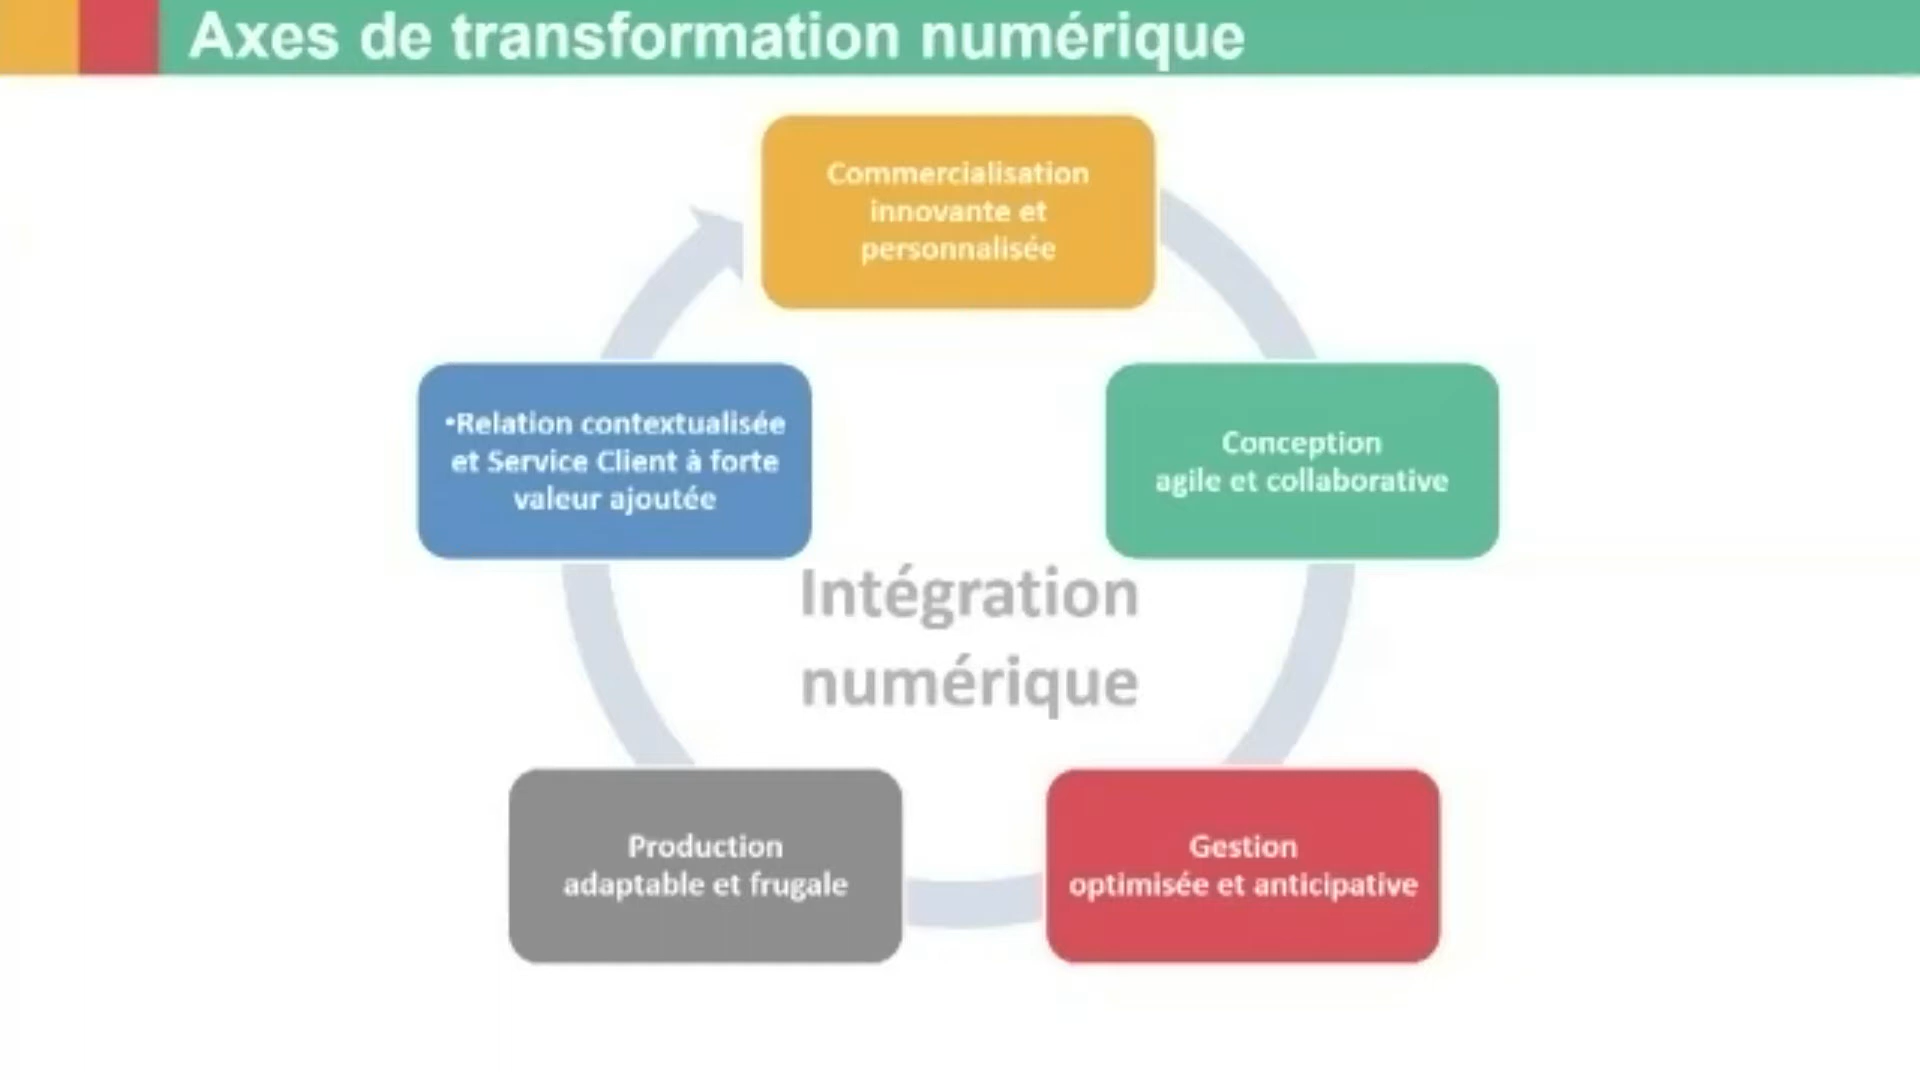 Axes de transformation numérique
Commercialisation
innovante et
personnalisée
•Relation contextualisée
et Service Client à forte
valeur ajoutée
Conception
agile et collaborative
Intégration
numérique
Production
adaptable et frugale
Gestion
optimisée et anticipative